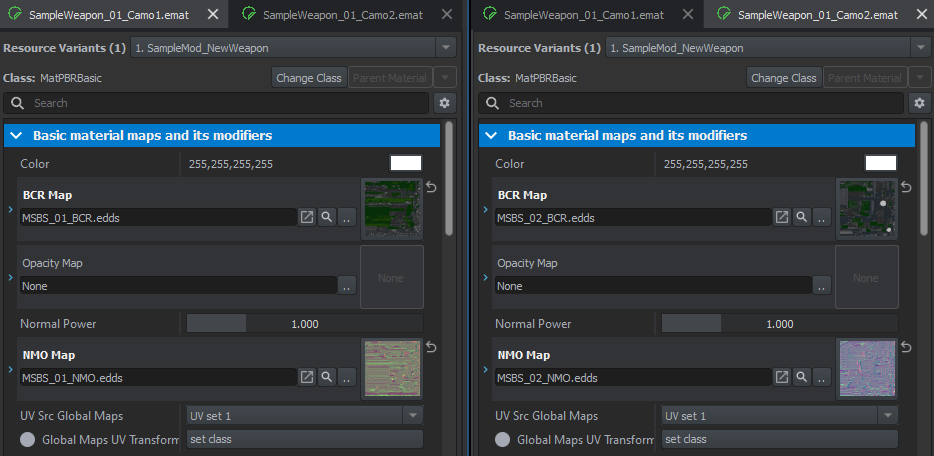 SampleWeapon_01_Camo1.emat
SampleWeapon_01_Camo2.emat
Resource Variants (1)
1. SampleMod_NewWeapon
Class: MatPBRBasic
Change Class
Parent Material
Search
Basic material maps and its modifiers
Color
255,255,255,255
BCR Map
MSBS_01_BCR.edds
..
Opacity Map
None
..
None
Normal Power
1.000
NMO Map
MSBS_01_NMO.edds
..
UV Src Global Maps
UV set 1
Global Maps UV Transform
set class
SampleWeapon_01_Camo1.emat
SampleWeapon_01_Camo2.emat
Resource Variants (1)
1. SampleMod_NewWeapon
Class: MatPBRBasic
Change Class
Parent Material
Search
Basic material maps and its modifiers
Color
255,255,255,255
BCR Map
MSBS_02_BCR.edds
..
Opacity Map
None
..
None
Normal Power
1.000
NMO Map
MSBS_02_NMO.edds
..
UV Src Global Maps
UV set 1
Global Maps UV Transform
set class